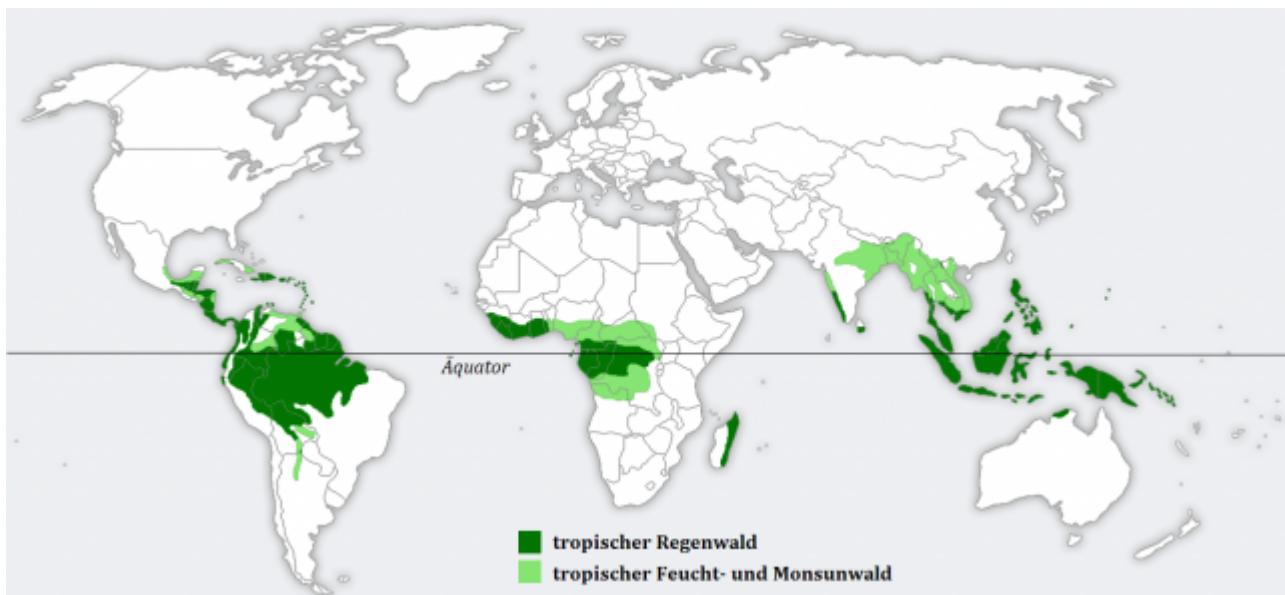 Äquator
tropischer Regenwald
tropischer Feucht- und Monsunwald